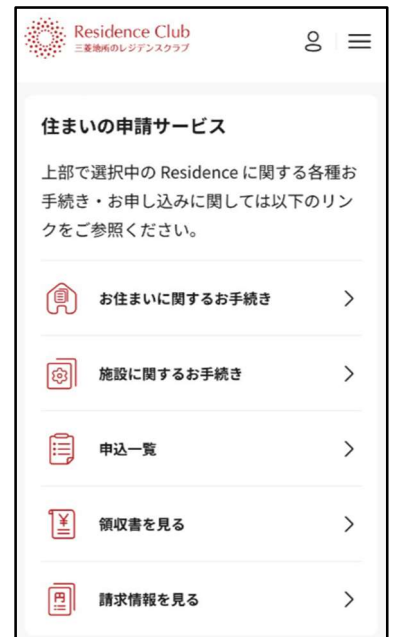 Residence Club
三菱地所のレジデンスクラブ
住まいの申請サービス
上部で選択中の Residence に関する各種お
手続き・お申し込みに関しては以下のリン
クをご参照ください。
お住まいに関するお手続き
施設に関するお手続き
申込一覧
¥
領収書を見る
円
請求情報を見る